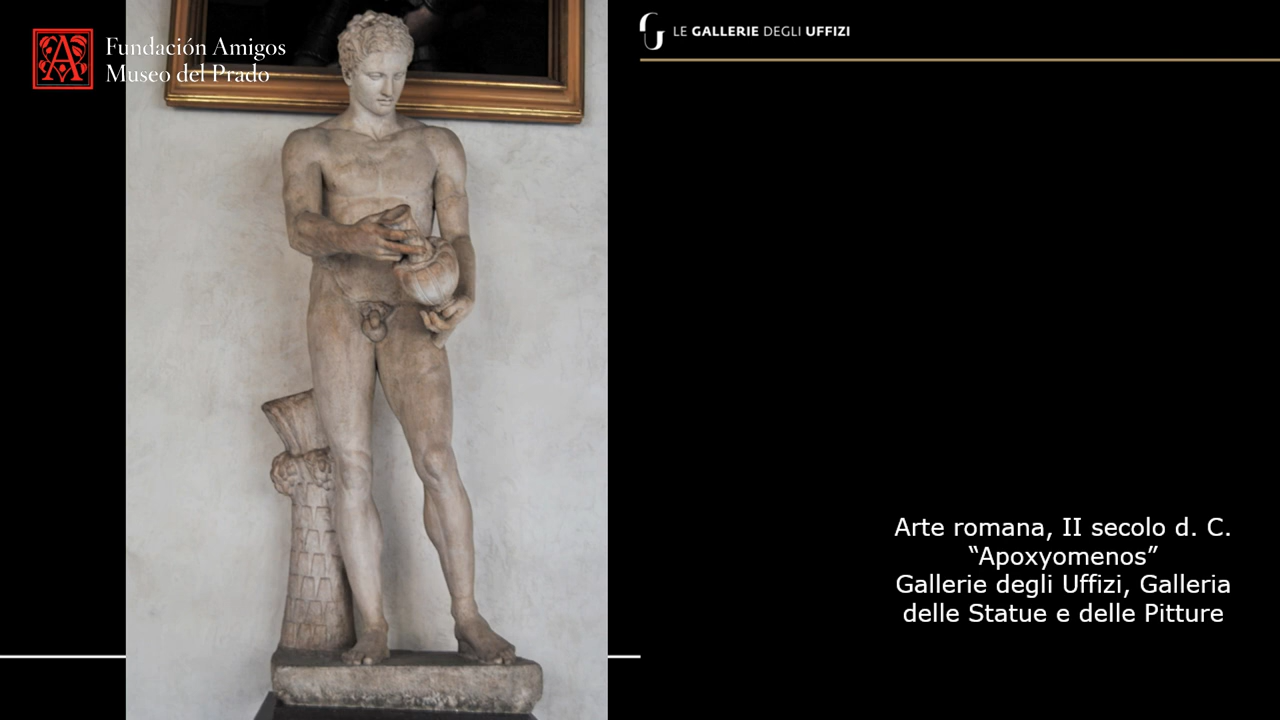 Fundación Amigos
Museo del Prado
LE GALLERIE DEGLI UFFIZI
Arte romana, II secolo d. C.
“Apoxyomenos”
Gallerie degli Uffizi, Galleria
delle Statue e delle Pitture